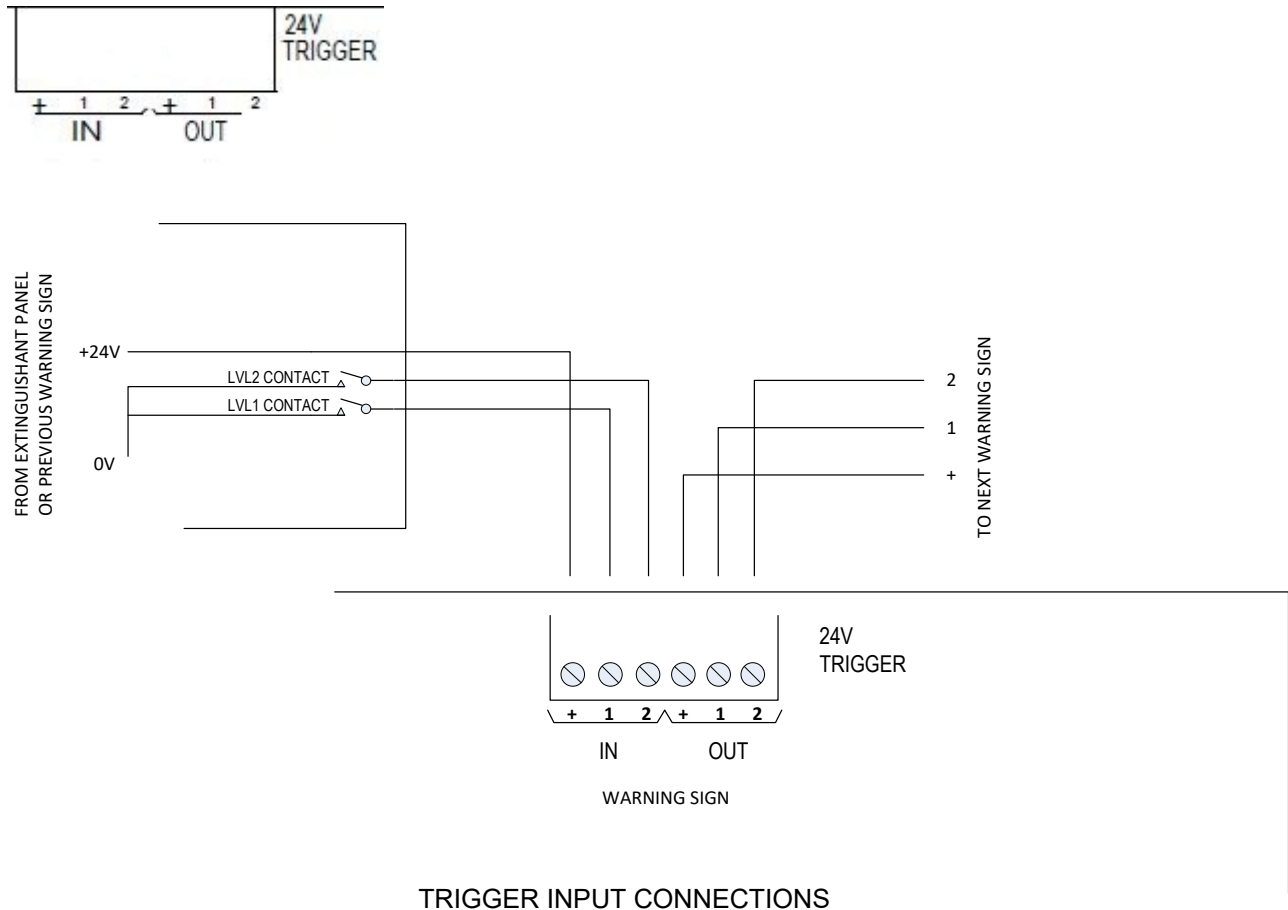 24V
TRIGGER
+ 1 2 + 1 2
IN OUT
FROM EXTINGUISHANT PANEL
OR PREVIOUS WARNING SIGN
+24V
LVL2 CONTACT
LVL1 CONTACT
0V
2
1
+
TO NEXT WARNING SIGN
24V
TRIGGER
+ 1 2 + 1 2
IN OUT
WARNING SIGN
TRIGGER INPUT CONNECTIONS